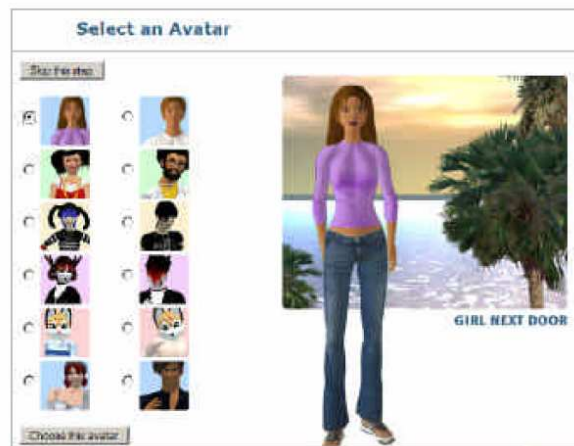 Select an Avatar
Skip this step
GIRL NEXT DOOR
Choose this avatar